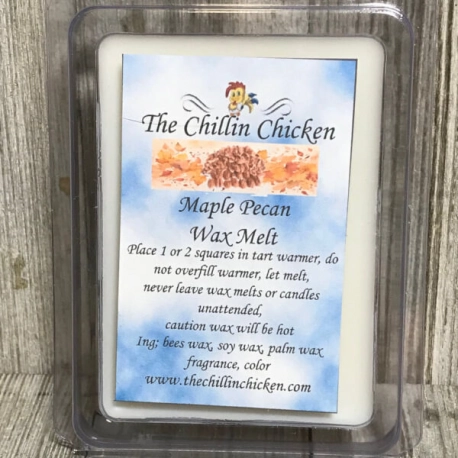 The Chillin Chicken
Maple Pecan
Wax Melt
Place 1 or 2 squares in tart warmer, do
not overfill warmer, let melt,
never leave wax melts or candles
unattended,
caution wax will be hot
Ing; bees wax, soy wax, palm wax
fragrance, color
www.thechillinchicken.com